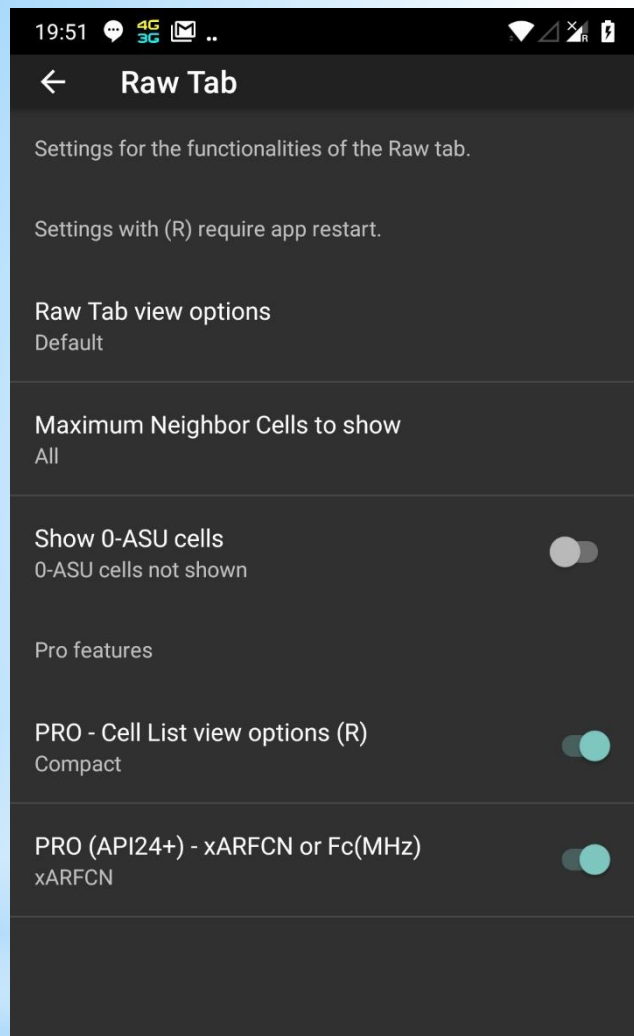 19:51 4G 3G M ..
R
Raw Tab
Settings for the functionalities of the Raw tab.
Settings with (R) require app restart.
Raw Tab view options
Default
Maximum Neighbor Cells to show
All
Show 0-ASU cells
0-ASU cells not shown
Pro features
PRO - Cell List view options (R)
Compact
PRO (API24+) - xARFCN or Fc(MHz)
xARFCN